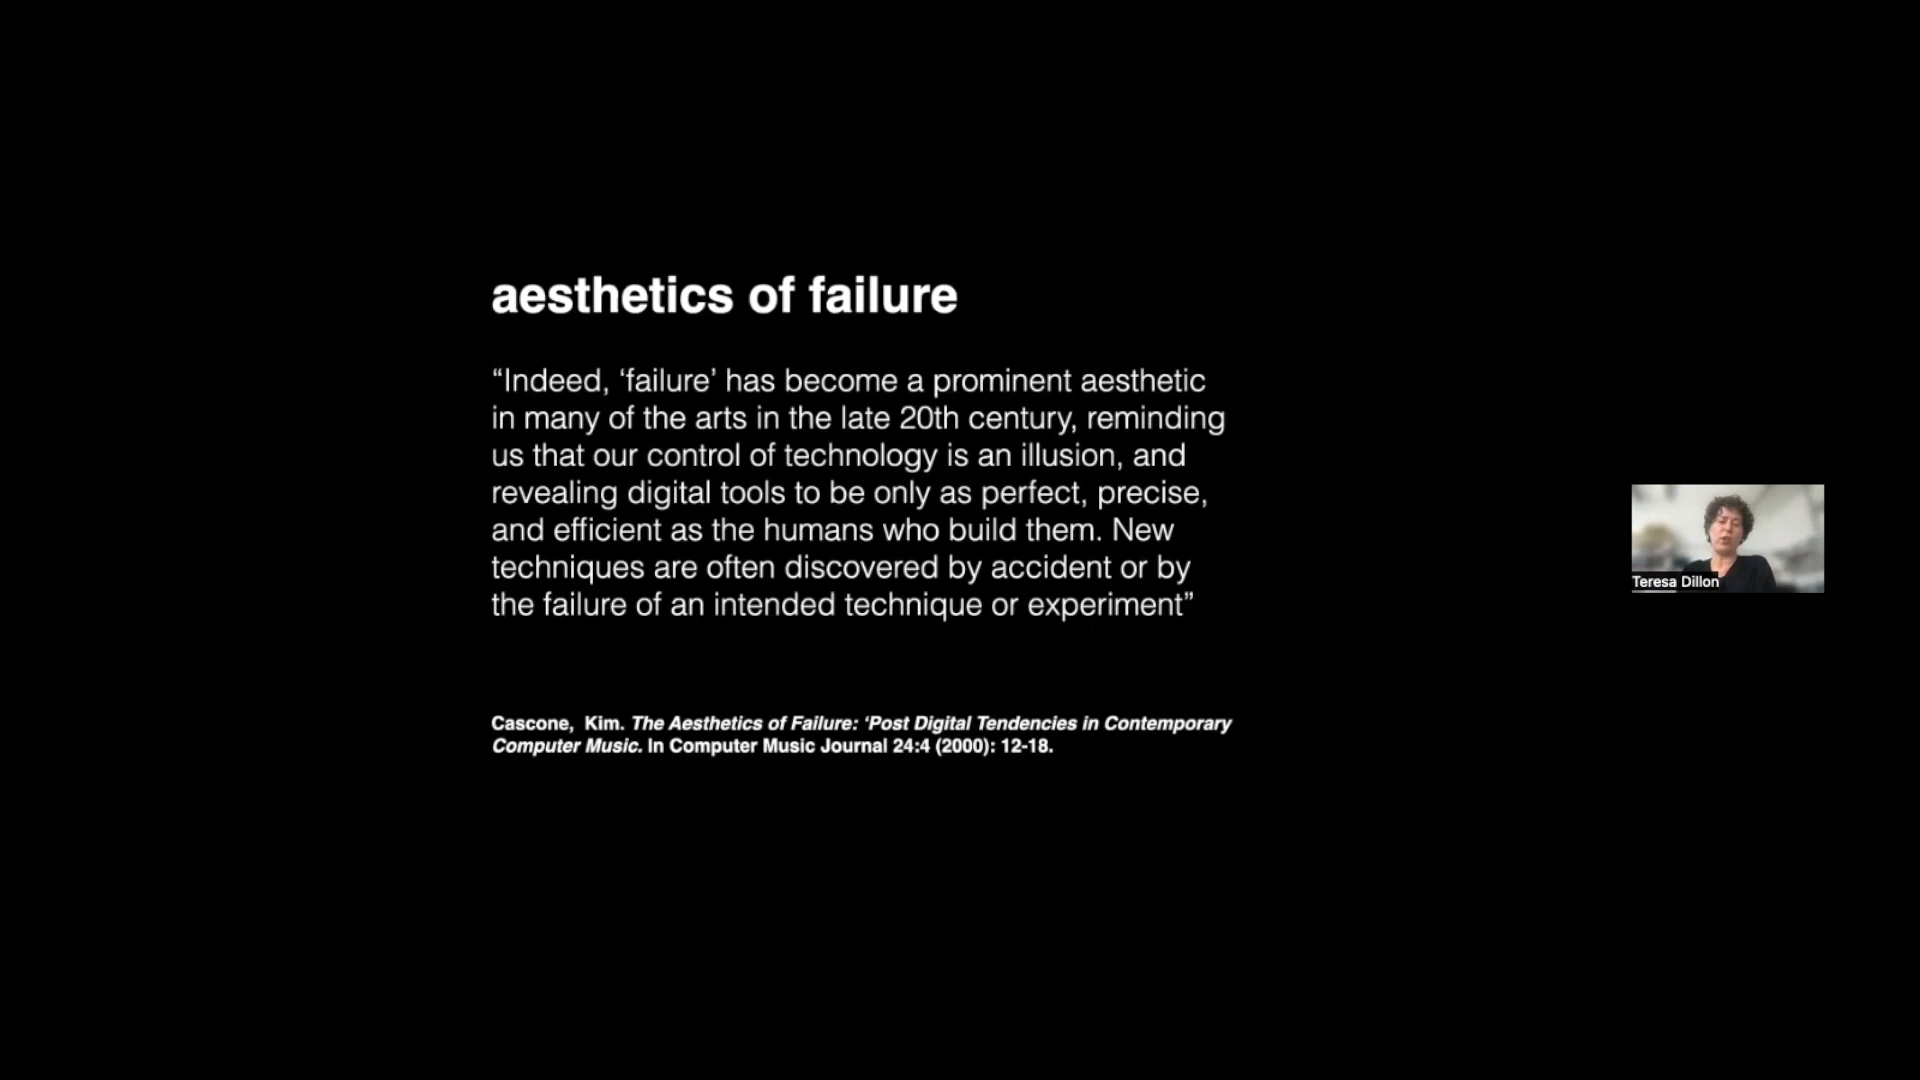 aesthetics of failure
“Indeed, ‘failure’ has become a prominent aesthetic
in many of the arts in the late 20th century, reminding
us that our control of technology is an illusion, and
revealing digital tools to be only as perfect, precise,
and efficient as the humans who build them. New
techniques are often discovered by accident or by
the failure of an intended technique or experiment”
Cascone,  Kim. The Aesthetics of Failure: ‘Post Digital Tendencies in Contemporary
Computer Music. In Computer Music Journal 24:4 (2000): 12-18.
Teresa Dillon